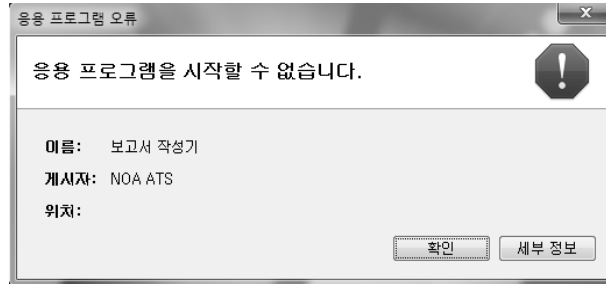 응용 프로그램 오류
응용 프로그램을 시작할 수 없습니다.
이름: 보고서 작성기
게시자: NOA ATS
위치:
확인 세부 정보